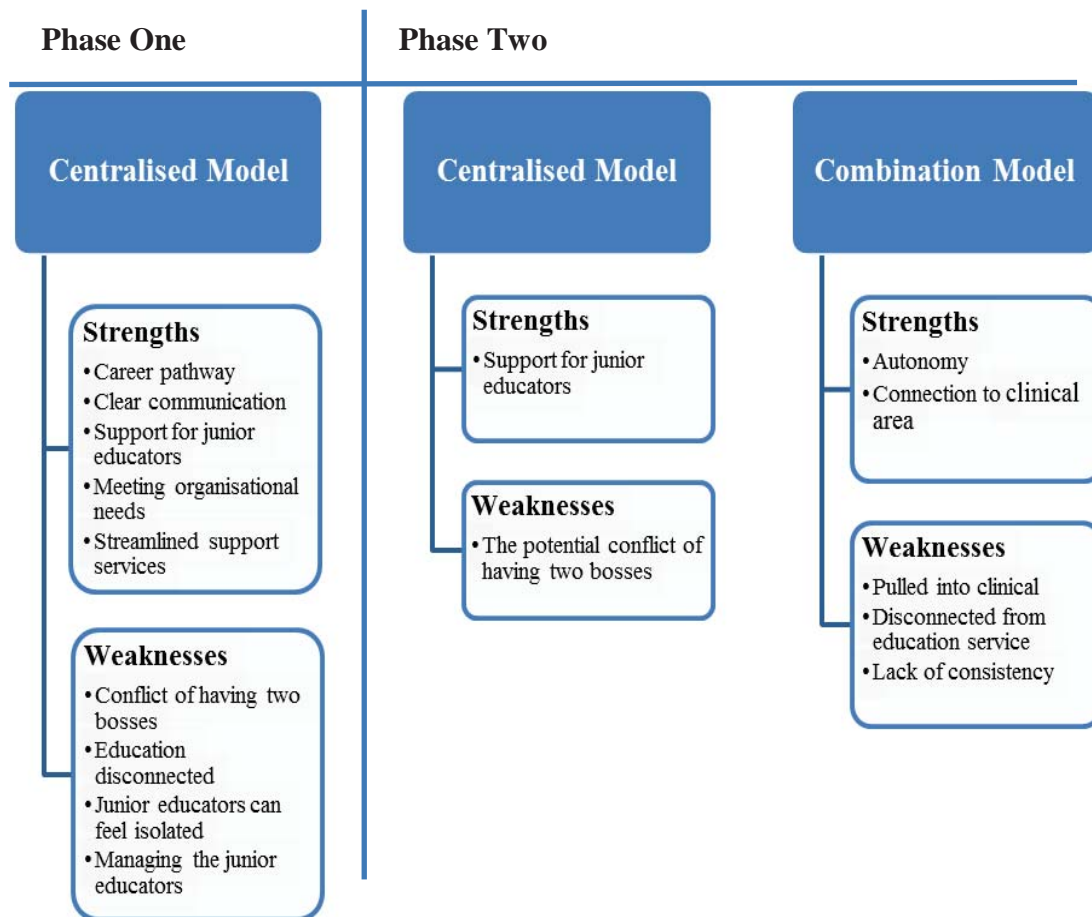 Phase One
Phase Two
Centralised Model
Strengths
• Career pathway
• Clear communication
• Support for junior
educators
• Meeting organisational
needs
• Streamlined support
services
Weaknesses
• Conflict of having two
bosses
• Education
disconnected
• Junior educators can
feel isolated
• Managing the junior
educators
Centralised Model
Strengths
• Support for junior
educators
Weaknesses
• The potential conflict of
having two bosses
Combination Model
Strengths
• Autonomy
• Connection to clinical
area
Weaknesses
• Pulled into clinical
• Disconnected from
education service
• Lack of consistency